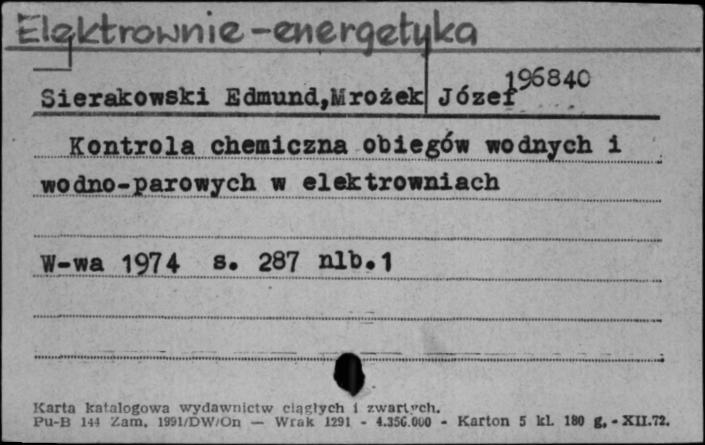 Elektrownie-energetyka
196840
Sierakowski Edmund,Mrożek Józef
Kontrola chemiczna obiegów wodnych i
wodno-parowych w elektrowniach
W-wa 1974 s. 287 nlb.1
Karta katalogowa wydawnictw ciągłych i zwartych.
Pu-B 144 Zam. 1991/DW/On — Wrak 1291 - 4.356.000 - Karton 5 kl. 180 g. - XII.72.